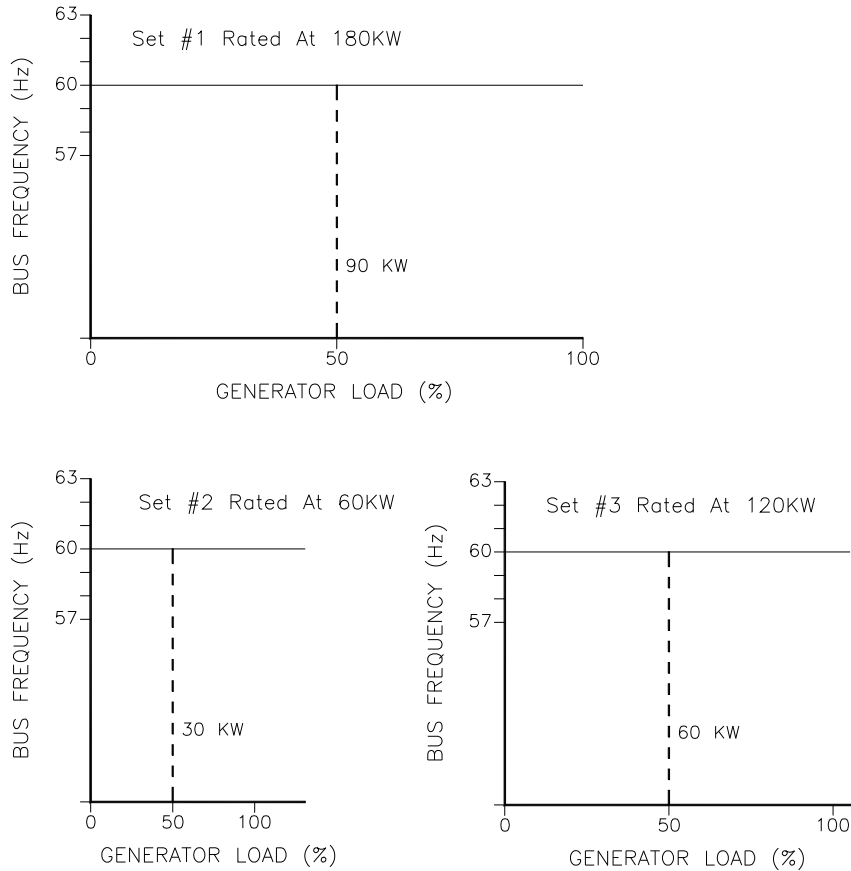 63
Set #1 Rated At 180KW
60
57
BUS FREQUENCY (Hz)
90 KW
0 50 100
GENERATOR LOAD (%)
63
Set #2 Rated At 60KW
60
57
BUS FREQUENCY (Hz)
30 KW
0 50 100
GENERATOR LOAD (%)
63
Set #3 Rated At 120KW
60
57
BUS FREQUENCY (Hz)
60 KW
0 50 100
GENERATOR LOAD (%)